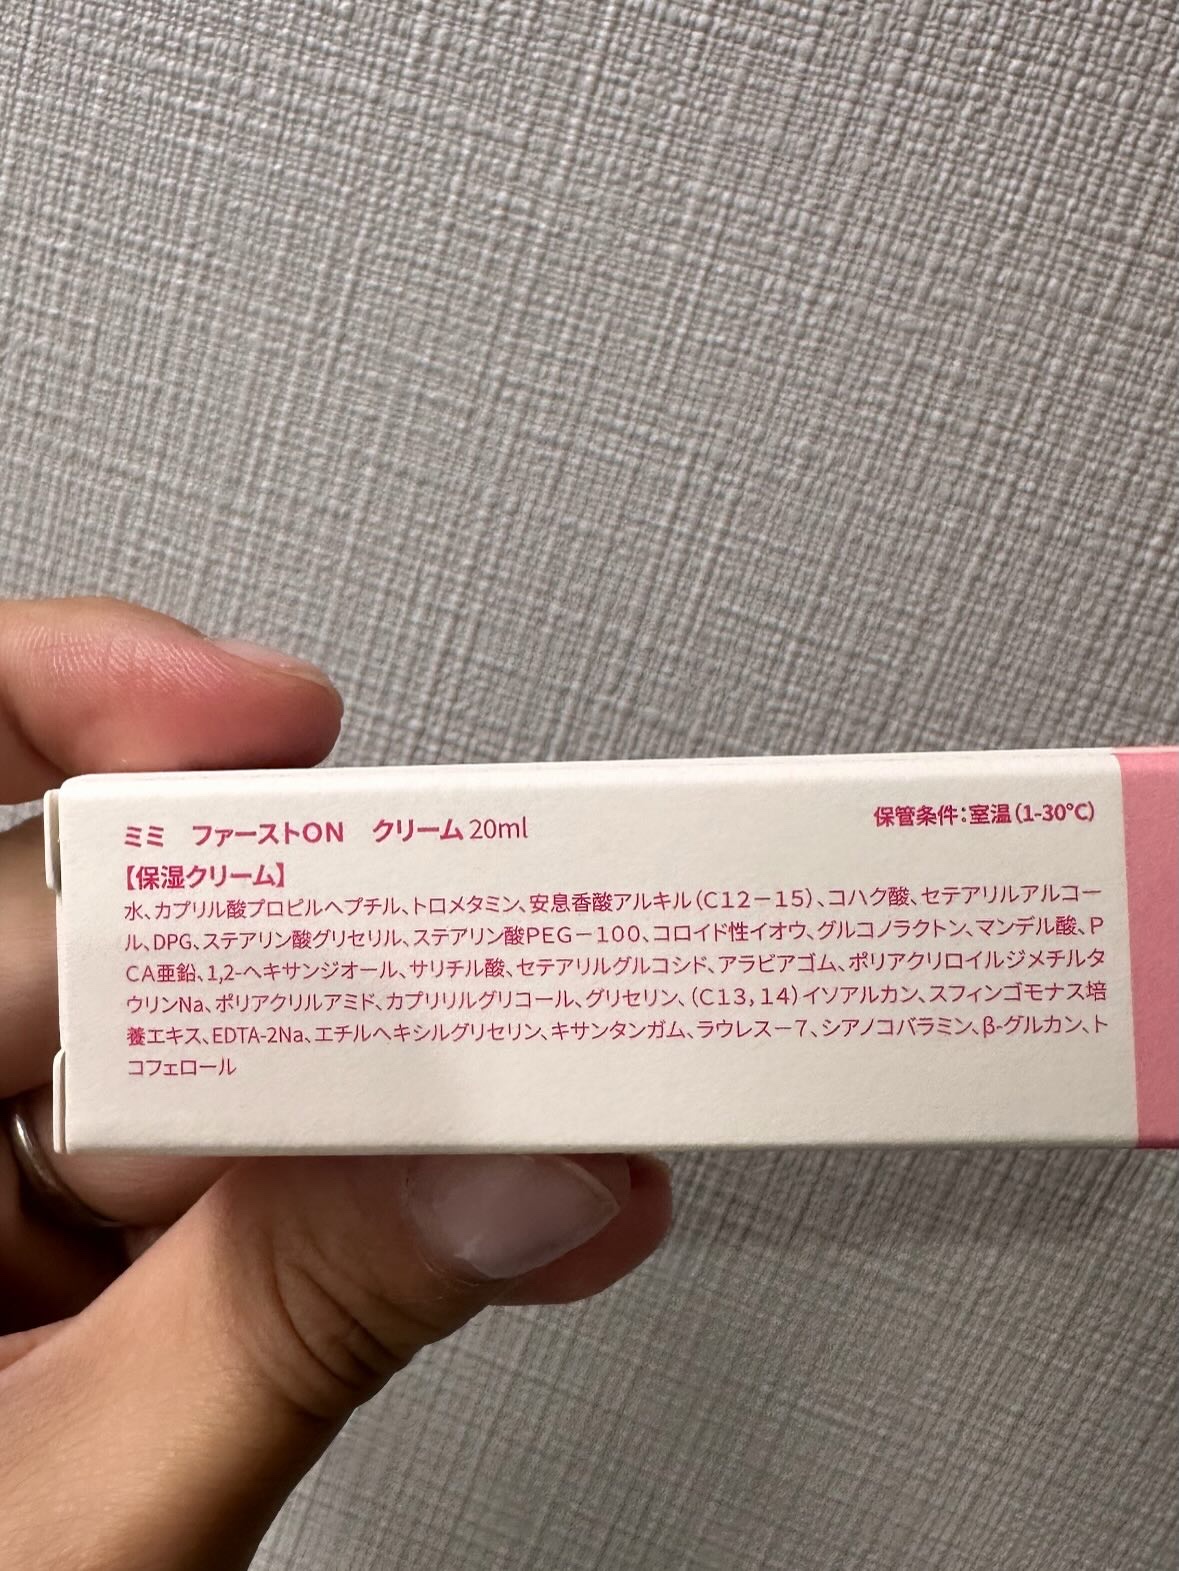 ミミ　ファーストON　クリーム 20ml
保管条件：室温（1-30℃）
【保湿クリーム】
水、カプリル酸プロピルヘプチル、トロメタミン、安息香酸アルキル（C１２－１５）、コハク酸、セテアリルアルコー
ル、DPG、ステアリン酸グリセリル、ステアリン酸PEG－１００、コロイド性イオウ、グルコノラクトン、マンデル酸、P
CA亜鉛、1,2-ヘキサンジオール、サリチル酸、セテアリルグルコシド、アラビアゴム、ポリアクリロイルジメチルタ
ウリンNa、ポリアクリルアミド、カプリリルグリコール、グリセリン、（C１３，１４）イソアルカン、スフィンゴモナス培
養エキス、EDTA-2Na、エチルヘキシルグリセリン、キサンタンガム、ラウレス－７、シアノコバラミン、β-グルカン、ト
コフェロール